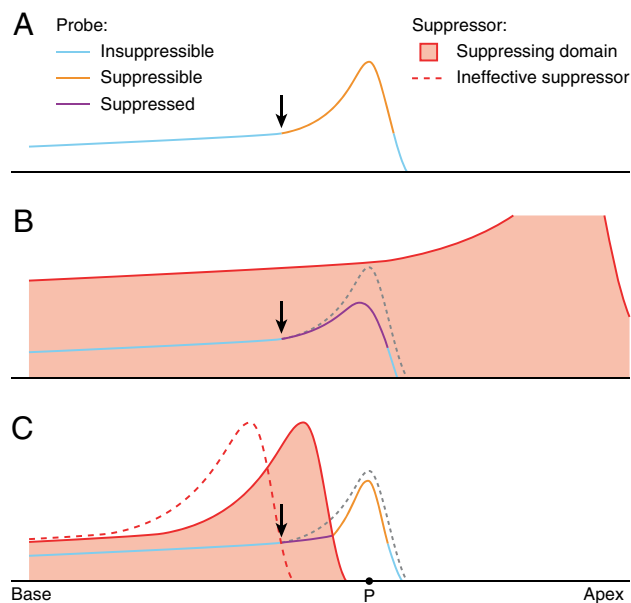 A
Probe:
Insuppressible
Suppressible
Suppressed
Suppressor:
Suppressing domain
Ineffective suppressor
B
C
Base
P
Apex